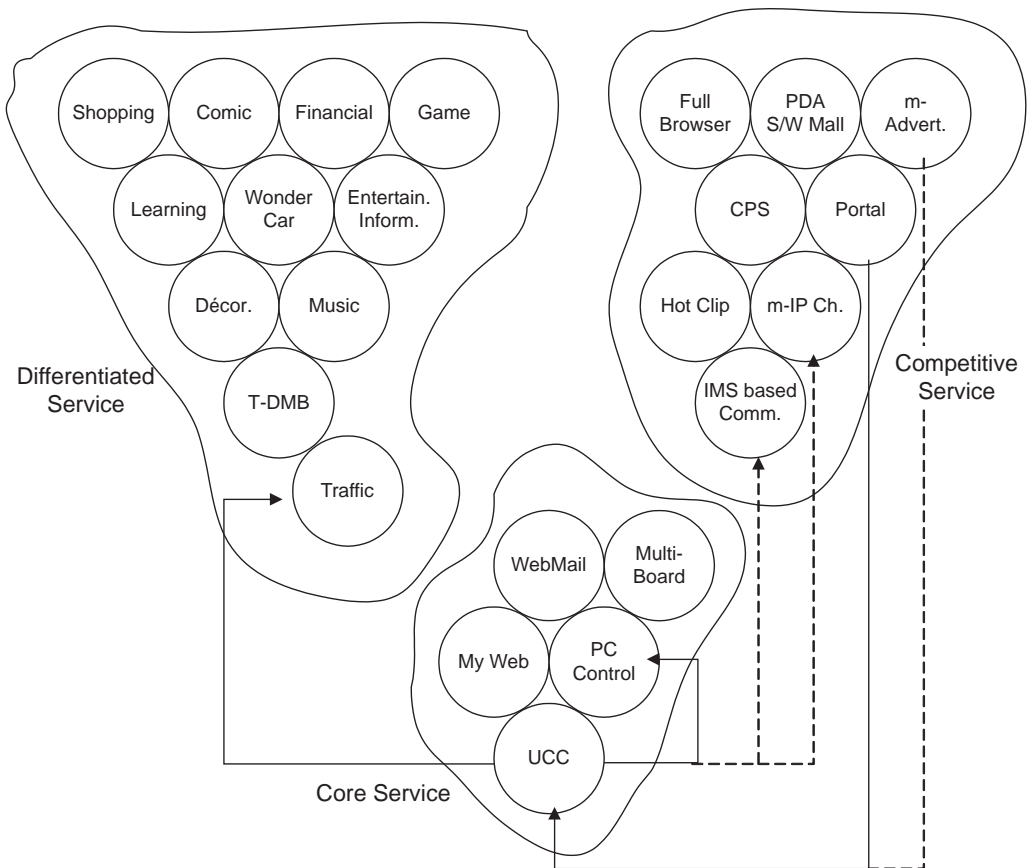 Shopping
Comic
Financial
Game
Learning
Wonder
Car
Entertain.
Inform.
Décor.
Music
T-DMB
Traffic
Differentiated
Service
Full
Browser
PDA
S/W Mall
m-
Advert.
CPS
Portal
Hot Clip
m-IP Ch.
IMS based
Comm.
Competitive
Service
WebMail
Multi-
Board
My Web
PC
Control
UCC
Core Service